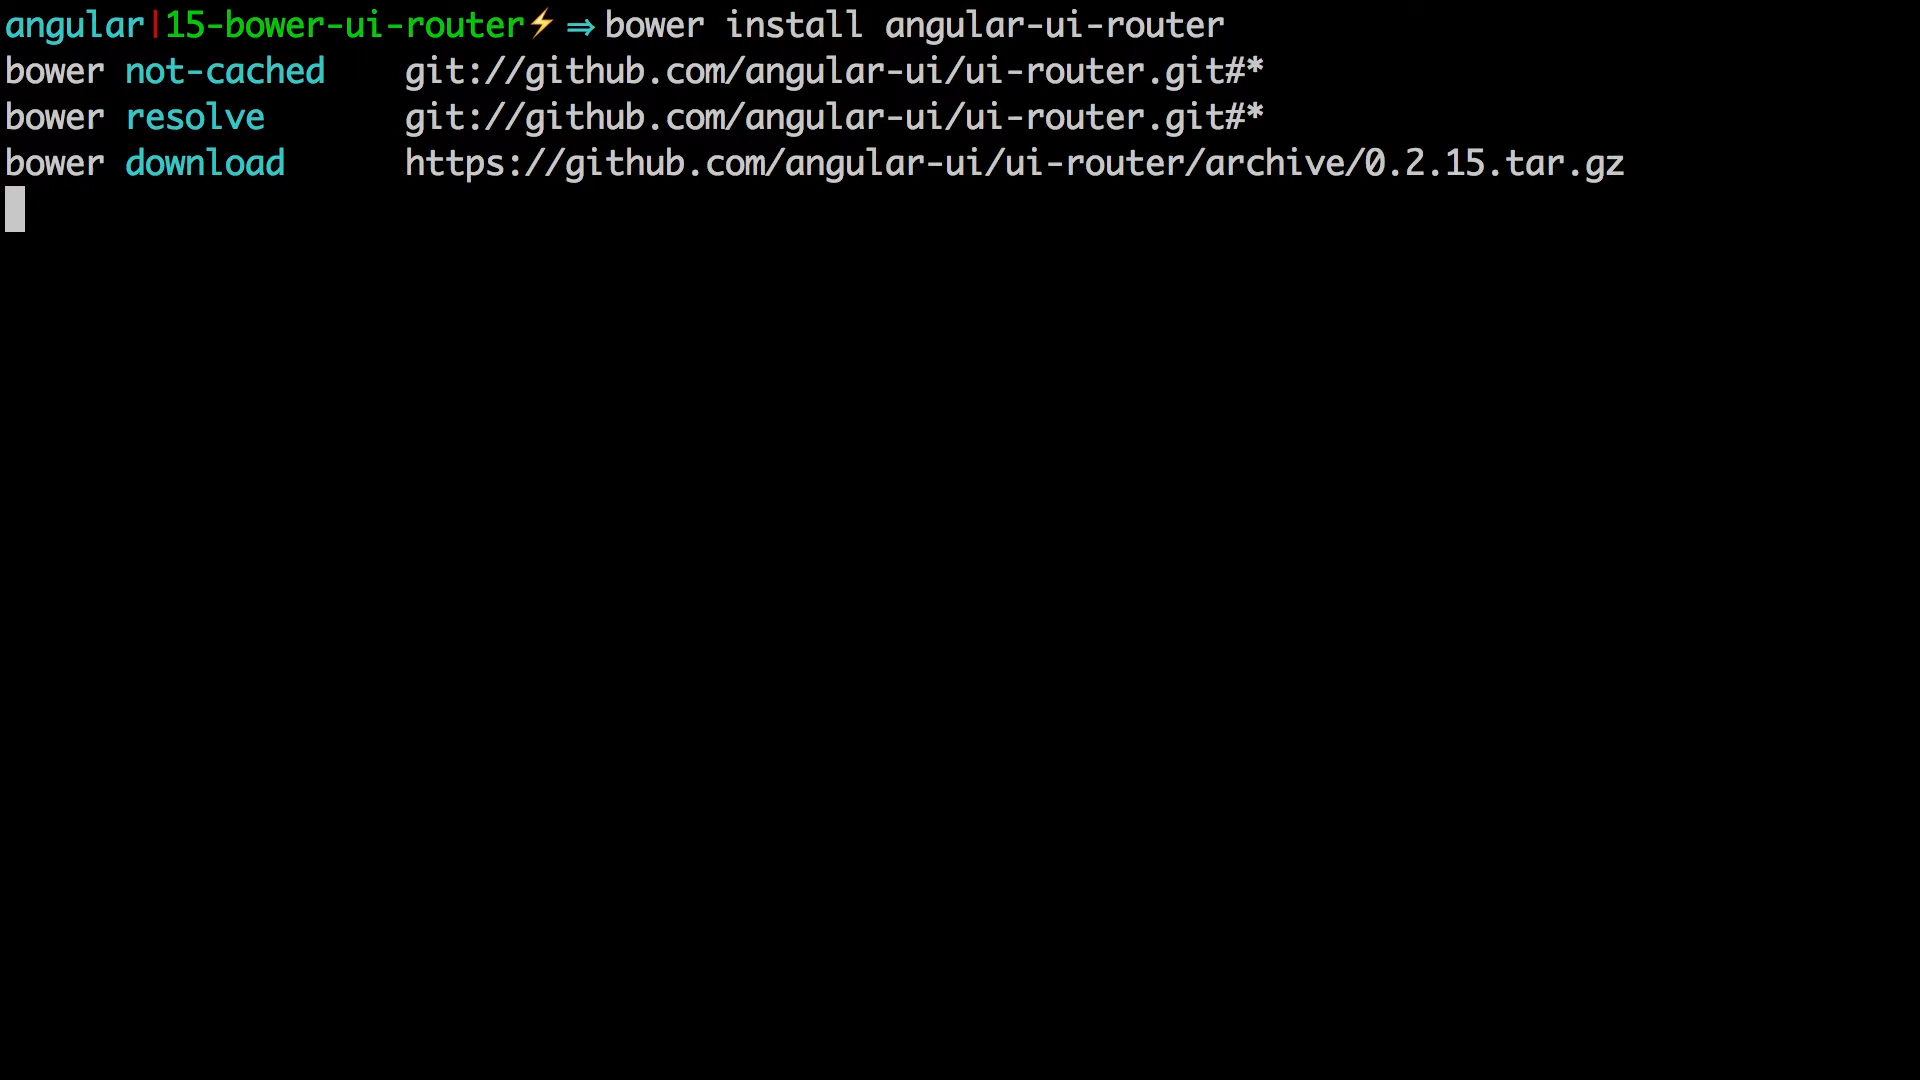 angular|15-bower-ui-router⚡ ⇒ bower install angular-ui-router
bower not-cached    git://github.com/angular-ui/ui-router.git#*
bower resolve       git://github.com/angular-ui/ui-router.git#*
bower download      https://github.com/angular-ui/ui-router/archive/0.2.15.tar.gz